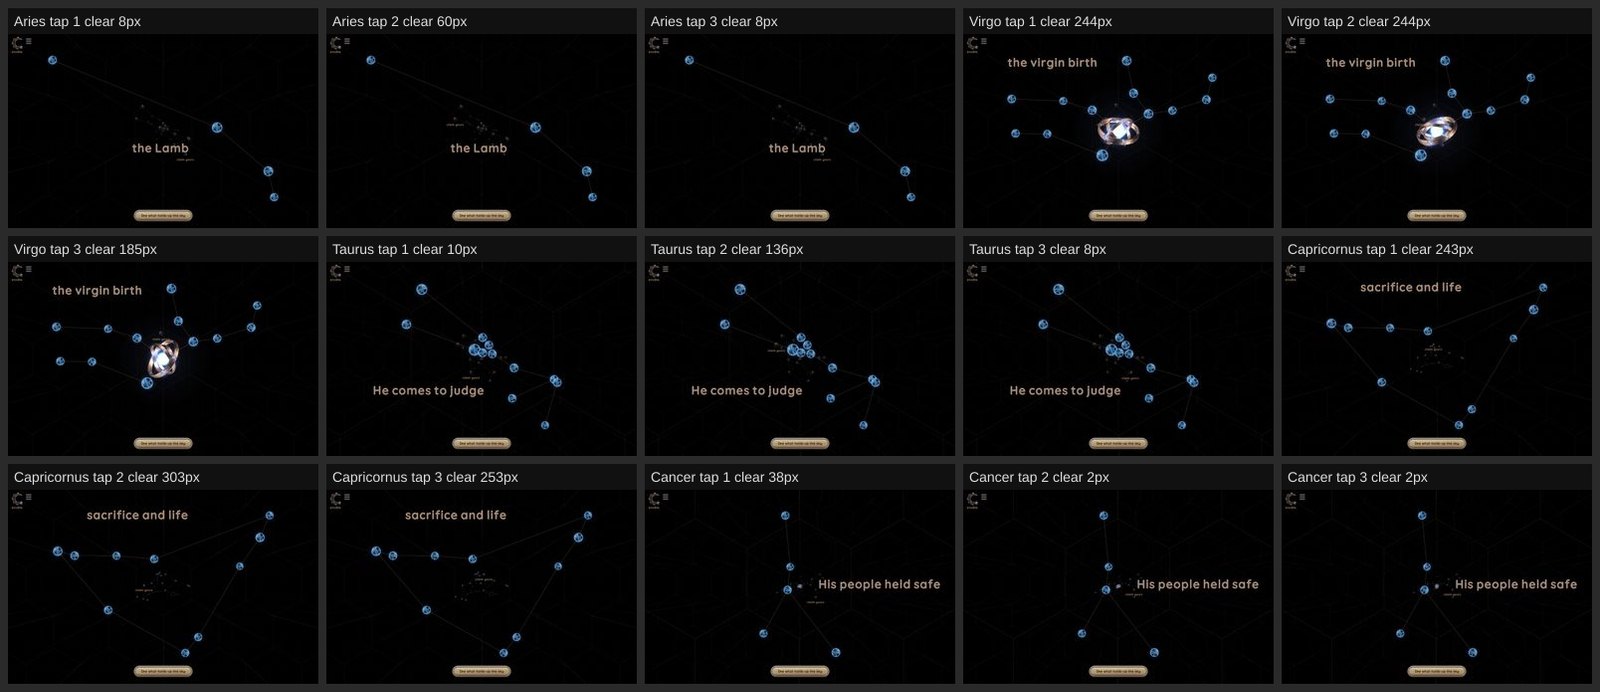 Aries tap 1 clear 8px
Aries tap 2 clear 60px
Aries tap 3 clear 8px
Virgo tap 1 clear 244px
Virgo tap 2 clear 244px
the Lamb
the Lamb
the Lamb
the virgin birth
the virgin birth
Virgo tap 3 clear 185px
Taurus tap 1 clear 10px
Taurus tap 2 clear 136px
Taurus tap 3 clear 8px
Capricornus tap 1 clear 243px
the virgin birth
He comes to judge
He comes to judge
He comes to judge
sacrifice and life
Capricornus tap 2 clear 303px
Capricornus tap 3 clear 253px
Cancer tap 1 clear 38px
Cancer tap 2 clear 2px
Cancer tap 3 clear 2px
sacrifice and life
sacrifice and life
His people held safe
His people held safe
His people held safe